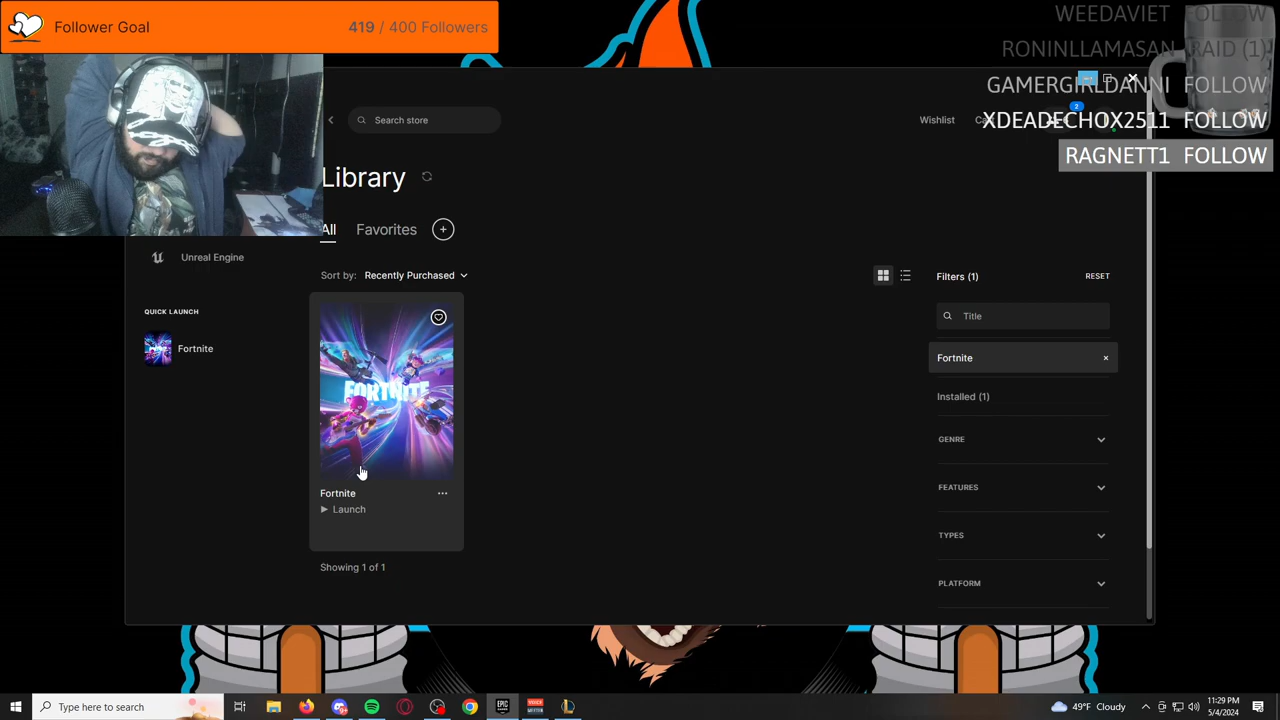 Follower Goal 419 / 400 Followers
WEEDAVIET FOLLOW
RONINLLAMASAN RAID (1)
GAMERGIRLDANNI FOLLOW
XDEADECHOX2511 FOLLOW
RAGNETT1 FOLLOW
Search store
Wishlist
2
Library
All Favorites
Unreal Engine
Sort by: Recently Purchased
Filters (1) RESET
QUICK LAUNCH
Fortnite
Title
FORTNITE
Fortnite
Installed (1)
GENRE
FEATURES
TYPES
PLATFORM
Fortnite
Launch
Showing 1 of 1
Type here to search
EPIC
49°F Cloudy
11:29 PM
5/4/2024